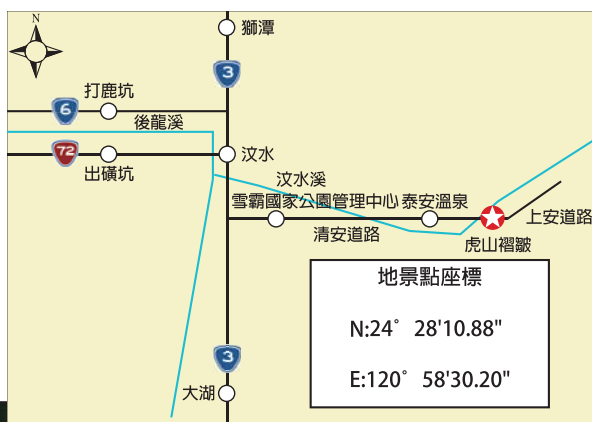 N
獅潭
3
打鹿坑
6
後龍溪
72
汶水
出磺坑
汶水溪
雪霸國家公園管理中心
泰安溫泉
上安道路
清安道路
虎山褶皺
地景點座標
N:24° 28'10.88"
E:120° 58'30.20"
3
大湖